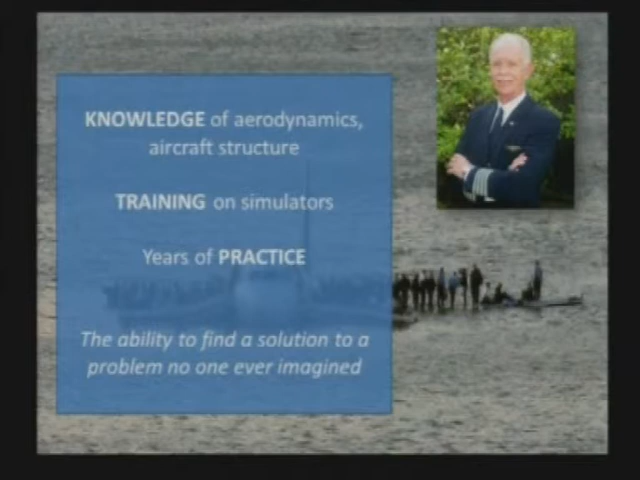 KNOWLEDGE of aerodynamics,
aircraft structure
TRAINING on simulators
Years of PRACTICE
The ability to find a solution to a
problem no one ever imagined